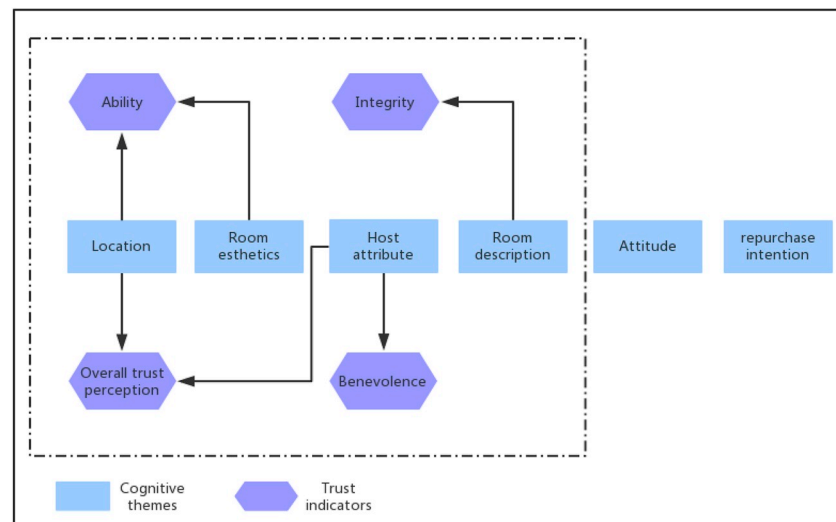 Ability
Integrity
Location
Room
esthetics
Host
attribute
Room
description
Attitude
repurchase
intention
Overall trust
perception
Benevolence
Cognitive
themes
Trust
indicators